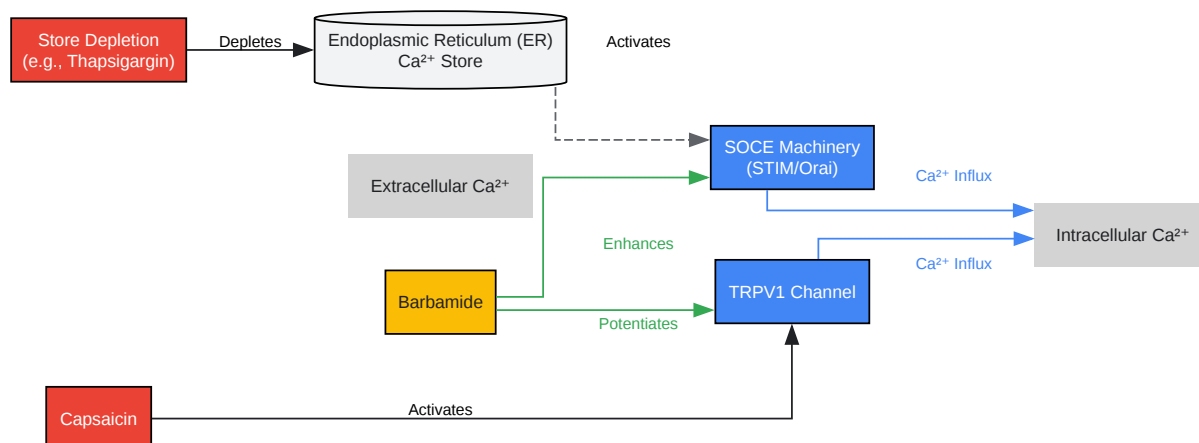 Store Depletion
(e.g., Thapsigargin)
Depletes
Endoplasmic Reticulum (ER)
Ca²⁺ Store
Activates
SOCE Machinery
(STIM/Orai)
Extracellular Ca²⁺
Ca²⁺ Influx
Intracellular Ca²⁺
Enhances
Ca²⁺ Influx
Barbamide
TRPV1 Channel
Potentiates
Capsaicin
Activates